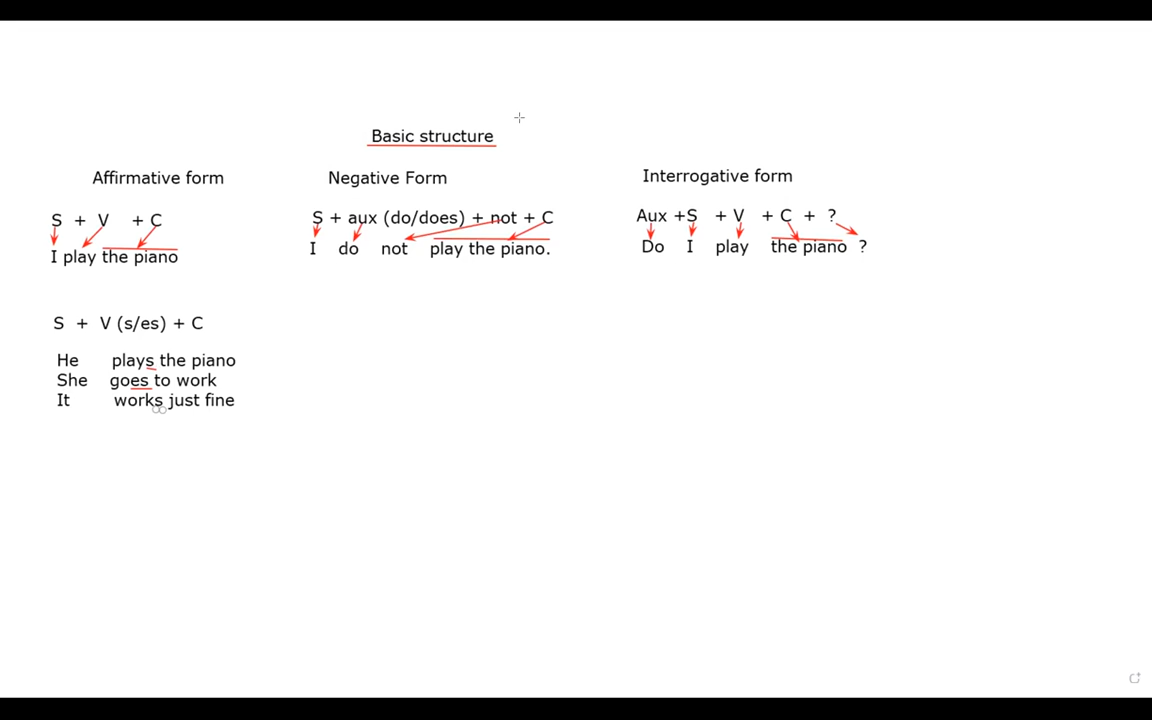 Basic structure
Affirmative form
S + V + C
I play the piano
S + V (s/es) + C
He plays the piano
She goes to work
It works just fine
Negative Form
S + aux (do/does) + not + C
I do not play the piano.
Interrogative form
Aux +S + V + C + ?
Do I play the piano ?